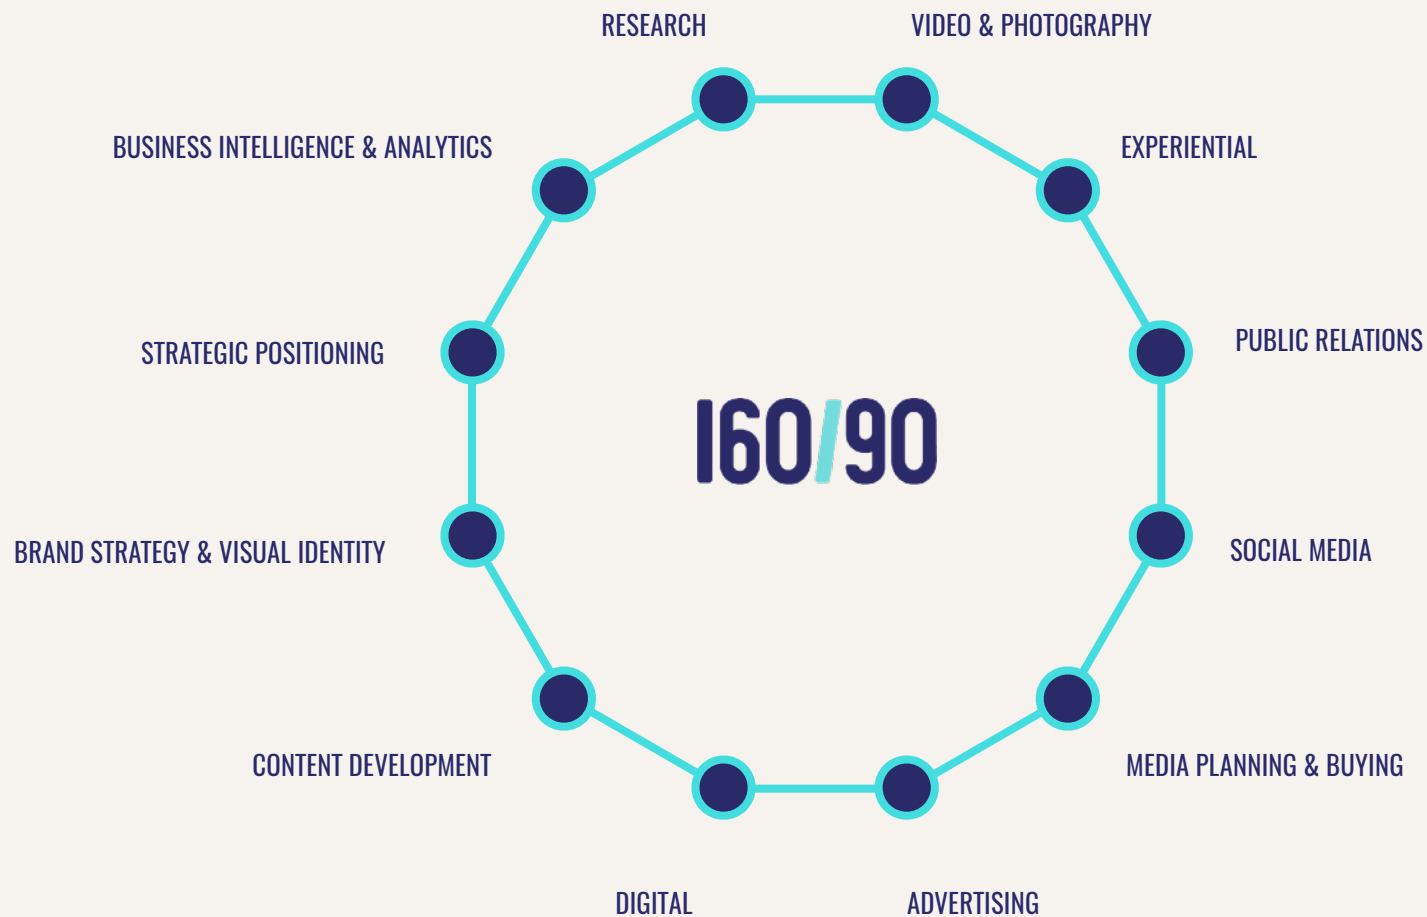 RESEARCH
VIDEO & PHOTOGRAPHY
BUSINESS INTELLIGENCE & ANALYTICS
EXPERIENTIAL
PUBLIC RELATIONS
STRATEGIC POSITIONING
160/90
BRAND STRATEGY & VISUAL IDENTITY
SOCIAL MEDIA
CONTENT DEVELOPMENT
MEDIA PLANNING & BUYING
DIGITAL
ADVERTISING